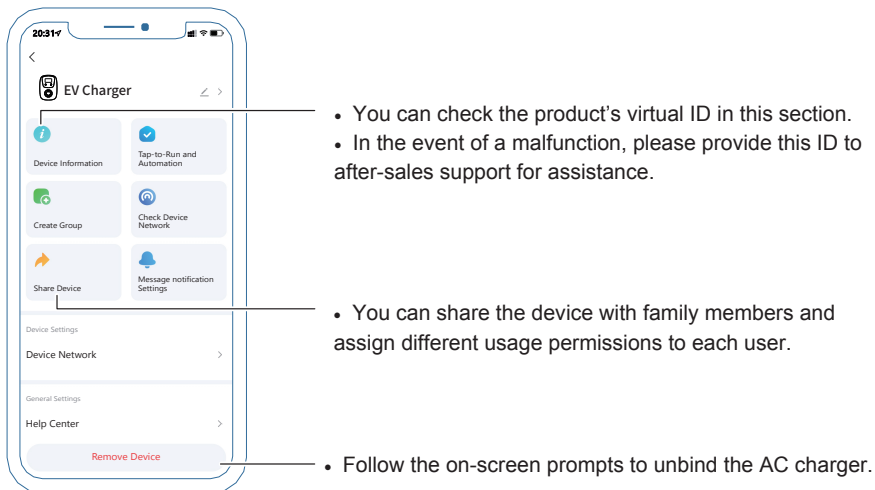 20:31
EV Charger
Device Information
Tap-to-Run and
Automation
Create Group
Check Device
Network
Share Device
Message notification
Settings
Device Settings
Device Network
General Settings
Help Center
Remove Device
• You can check the product’s virtual ID in this section.
• In the event of a malfunction, please provide this ID to
after-sales support for assistance.
• You can share the device with family members and
assign different usage permissions to each user.
• Follow the on-screen prompts to unbind the AC charger.